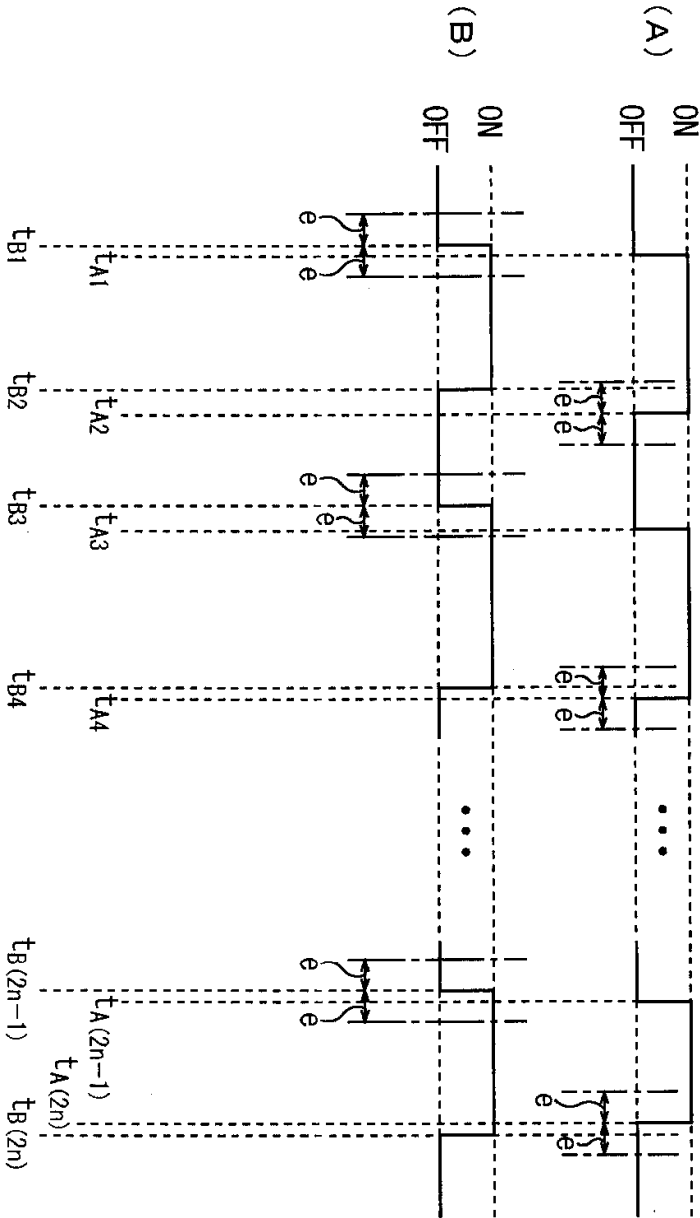 (A)
ON
OFF
e
e
e
e
e
e
(B)
ON
OFF
e
e
e
e
e
e
tB1
tA1
tB2
tA2
tB3
tA3
tB4
tA4
tB(2n-1)
tA(2n-1)
tA(2n)
tB(2n)